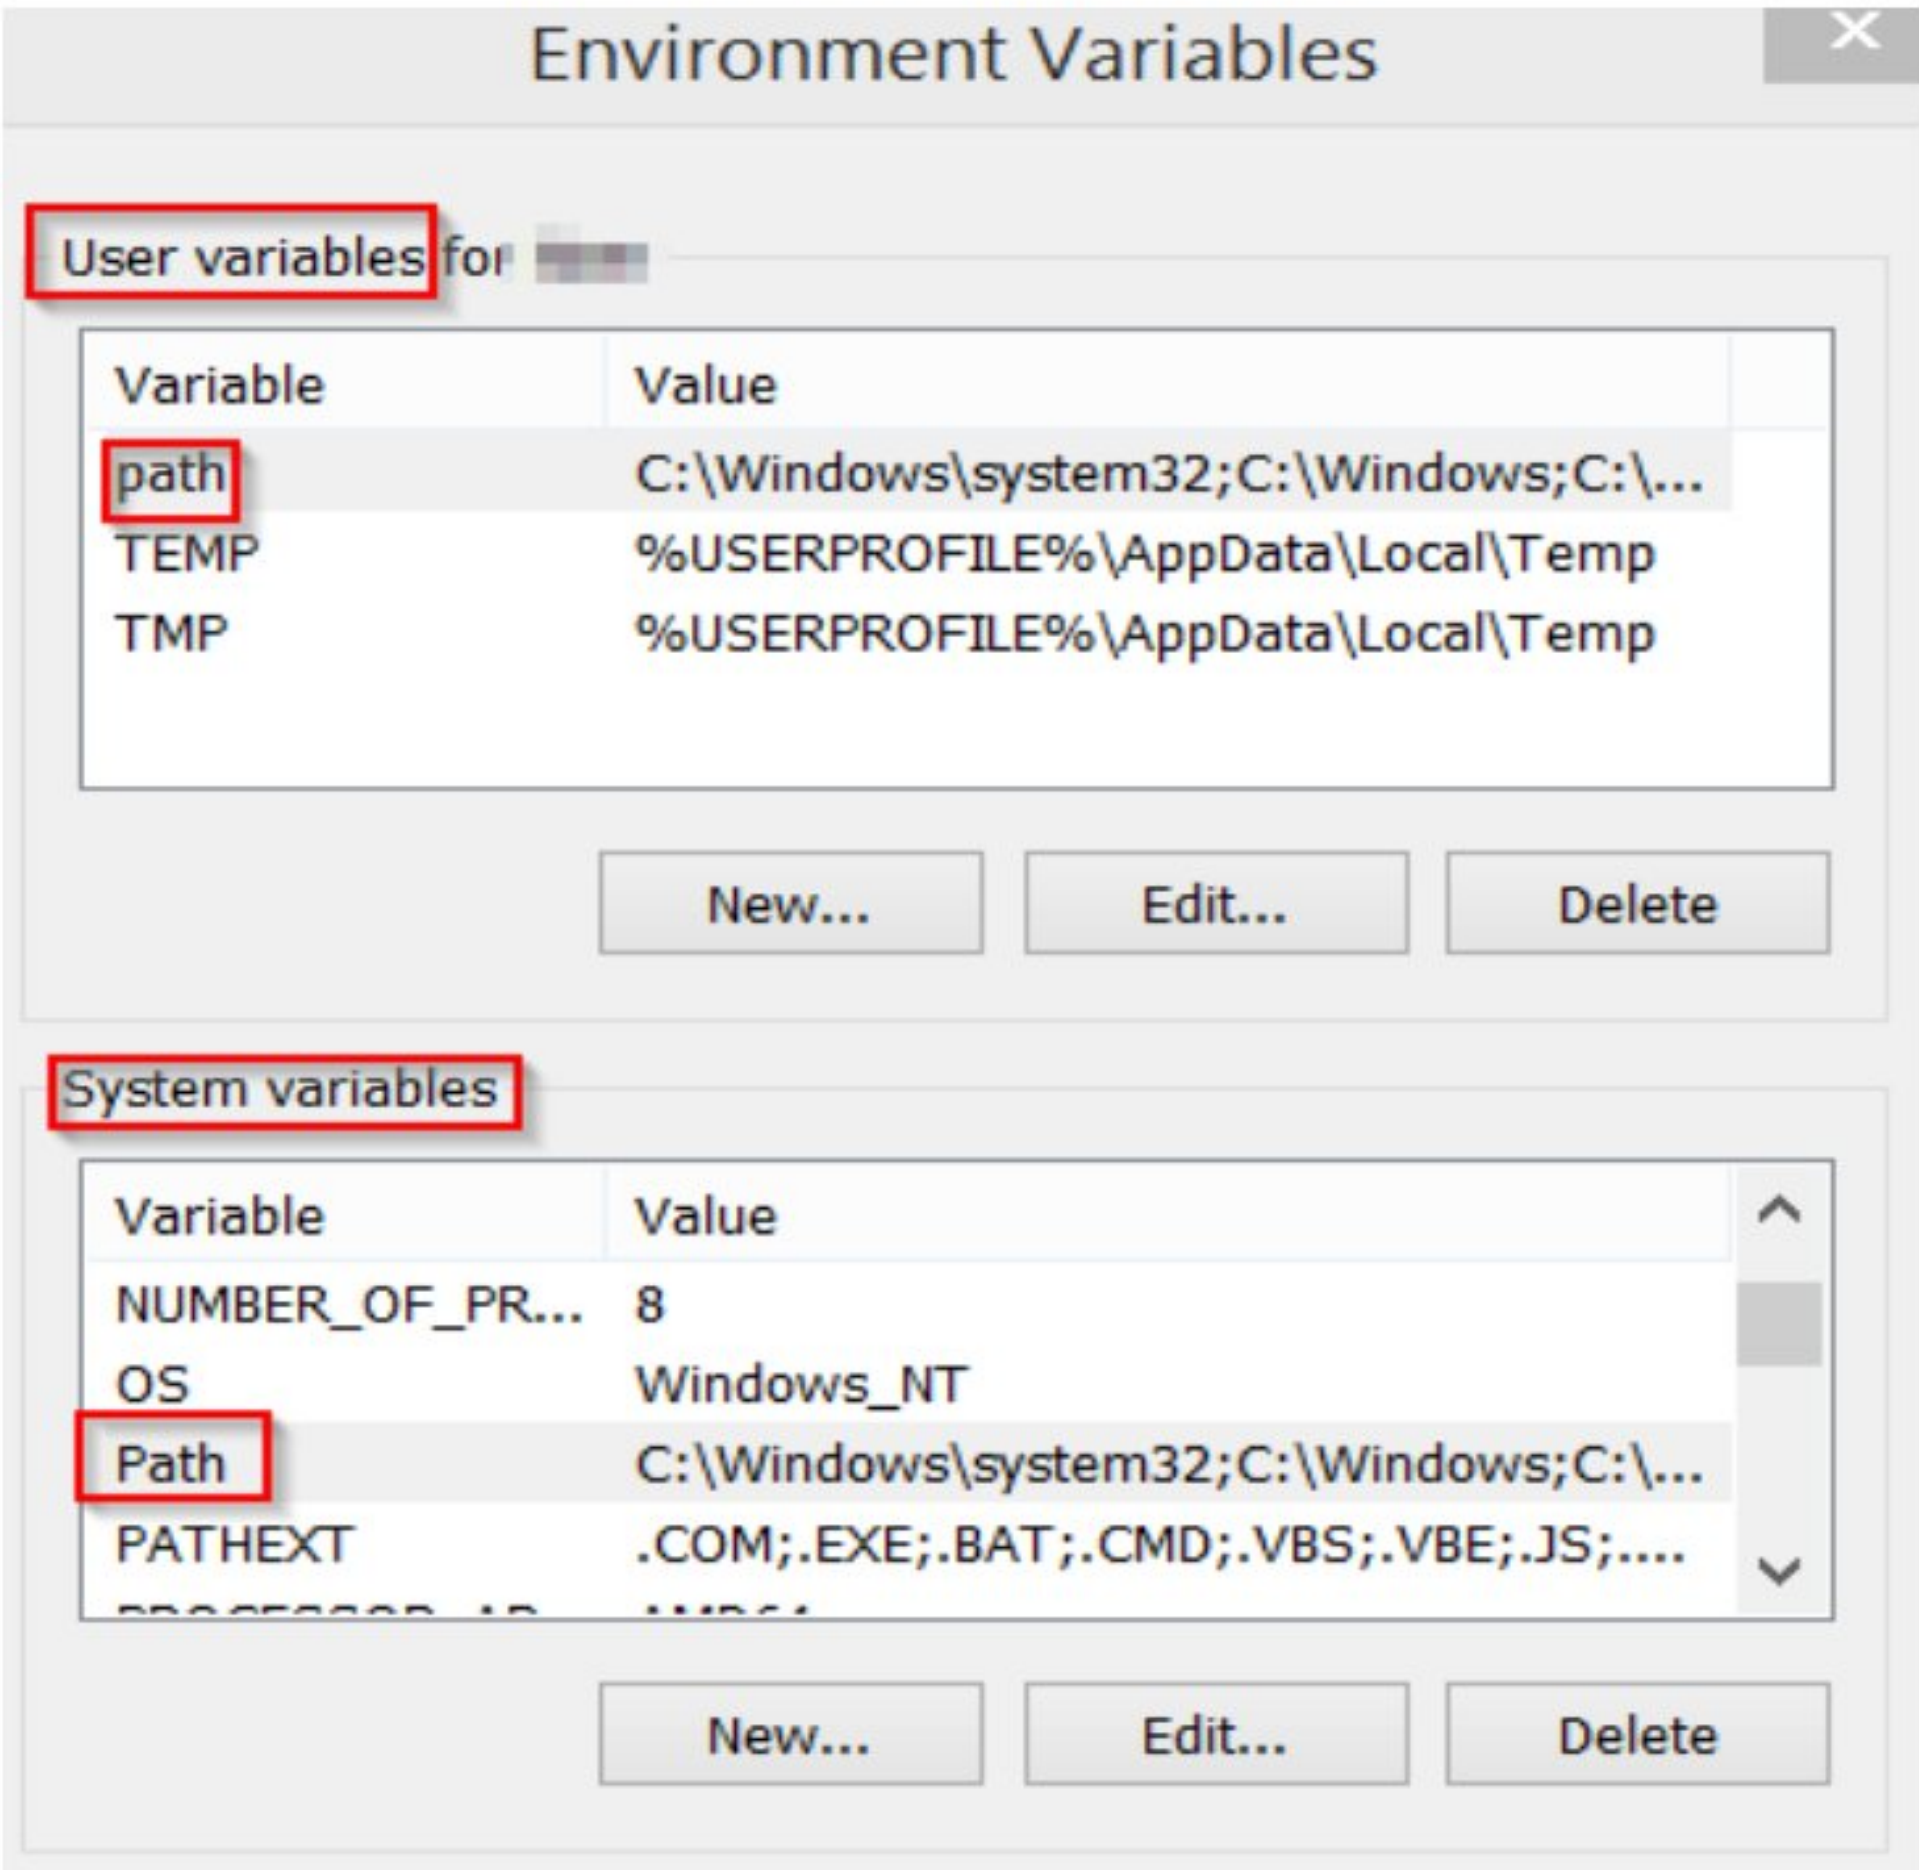 Environment Variables
User variables for
Variable Value
path C:\Windows\system32;C:\Windows;C:\...
TEMP %USERPROFILE%\AppData\Local\Temp
TMP %USERPROFILE%\AppData\Local\Temp
New... Edit... Delete
System variables
Variable Value
NUMBER_OF_PR... 8
OS Windows_NT
Path C:\Windows\system32;C:\Windows;C:\...
PATHEXT .COM;.EXE;.BAT;.CMD;.VBS;.VBE;.JS;....
New... Edit... Delete